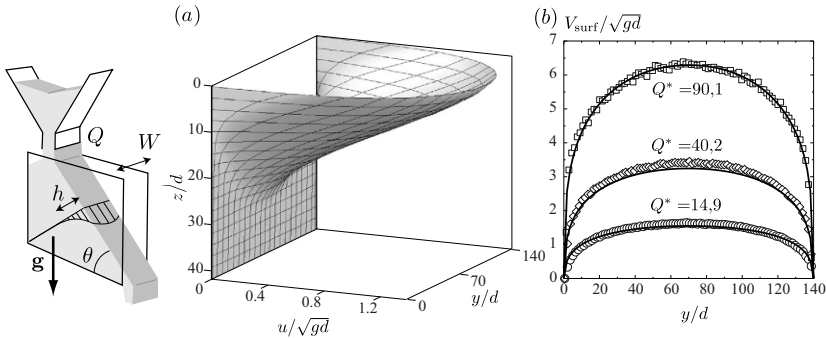 Q
W
h
θ
g
(a)
0
10
20
30
40
z/d
0
0.4
0.8
1.2
u/√gd
0
70
140
y/d
(b)
V_surf/√gd
7
6
5
4
3
2
1
0
Q* =90,1
Q* =40,2
Q* =14,9
0 20 40 60 80 100 120 140
y/d